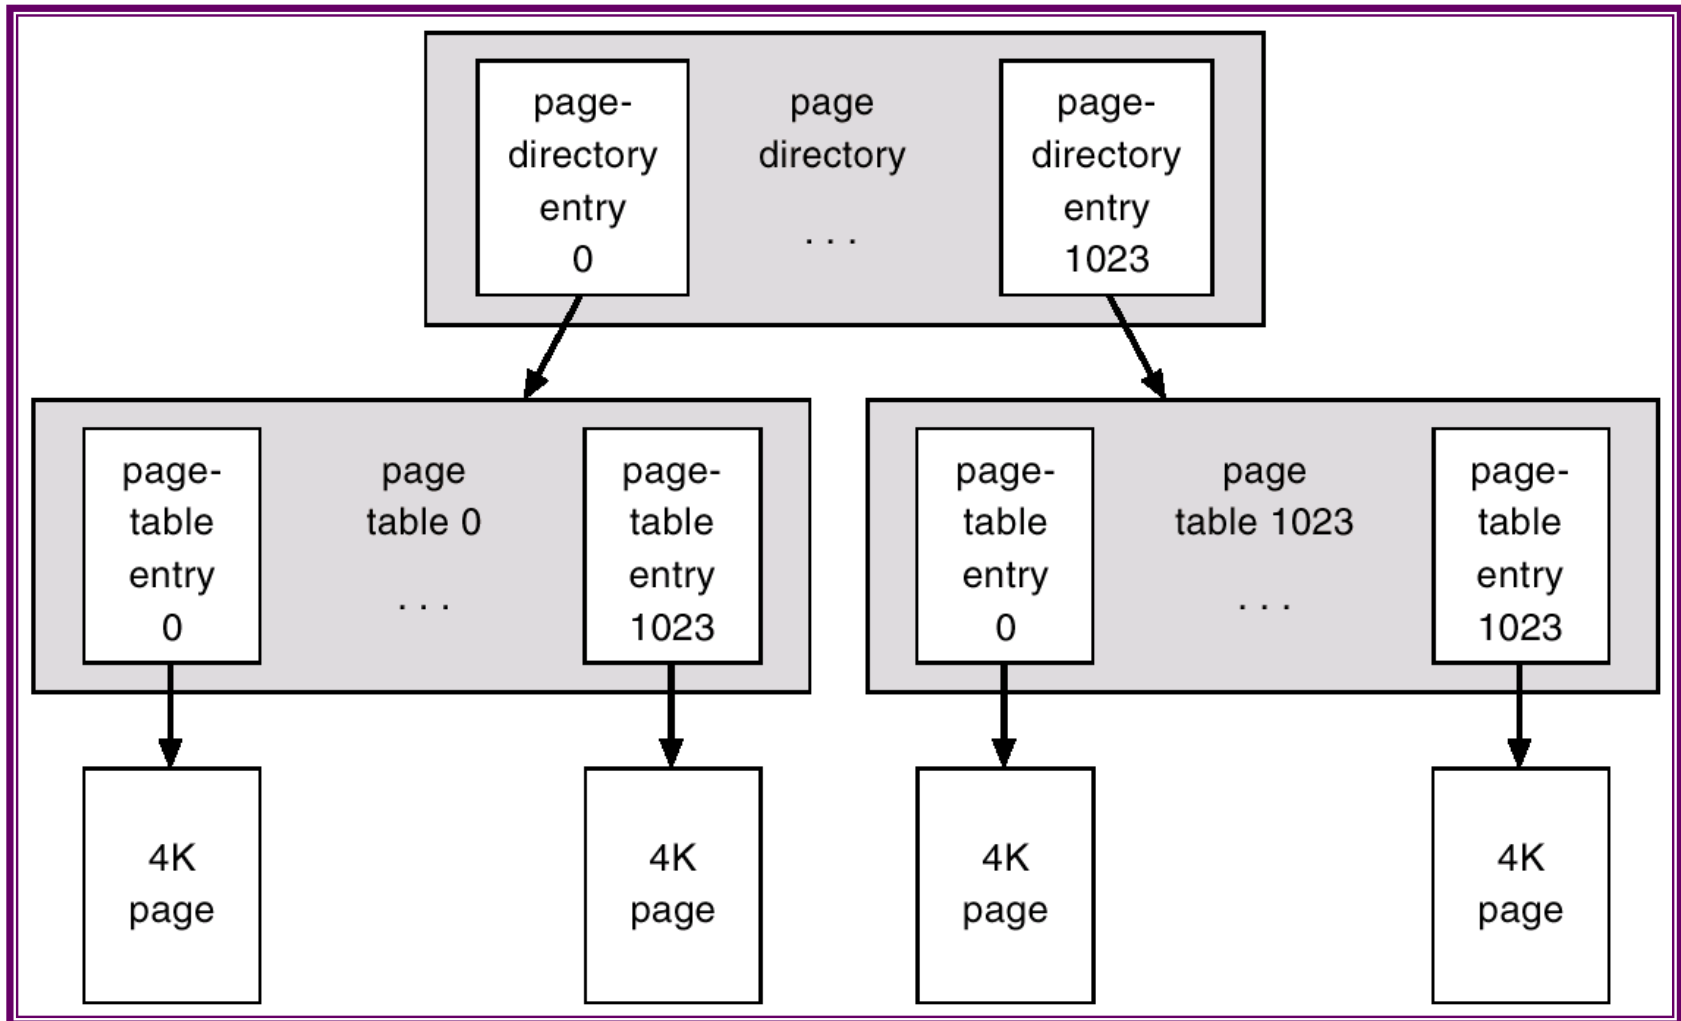 page-
directory
entry
0
page
directory
. . .
page-
directory
entry
1023
page-
table
entry
0
page
table 0
. . .
page-
table
entry
1023
page-
table
entry
0
page
table 1023
. . .
page-
table
entry
1023
4K
page
4K
page
4K
page
4K
page